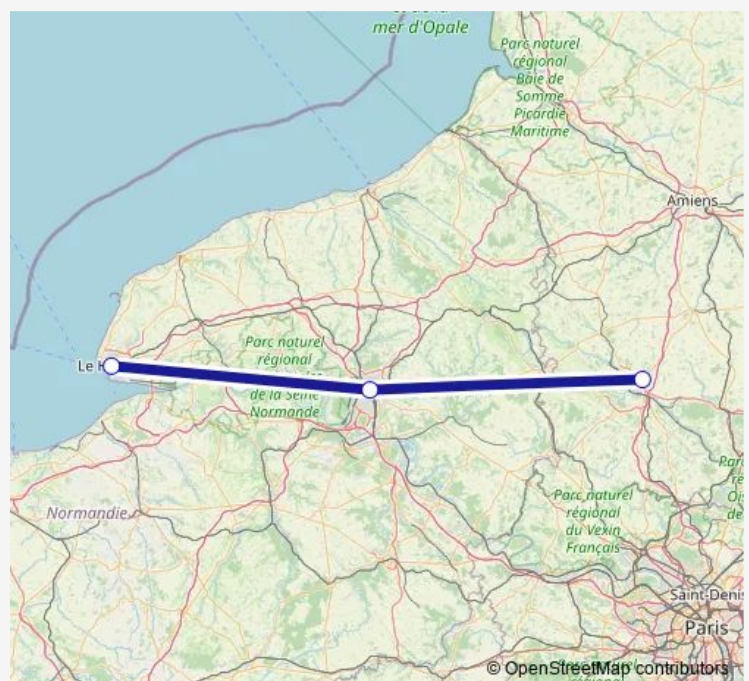 mer d'Opale
Parc naturel
régional
Baie de
Somme
Picardie
Maritime
Amiens
Parc naturel
régional
de la Seine
Normande
Le H
Normandie
Parc naturel
régional
du Vexin
Français
Saint-Denis
Paris
© OpenStreetMap contributors